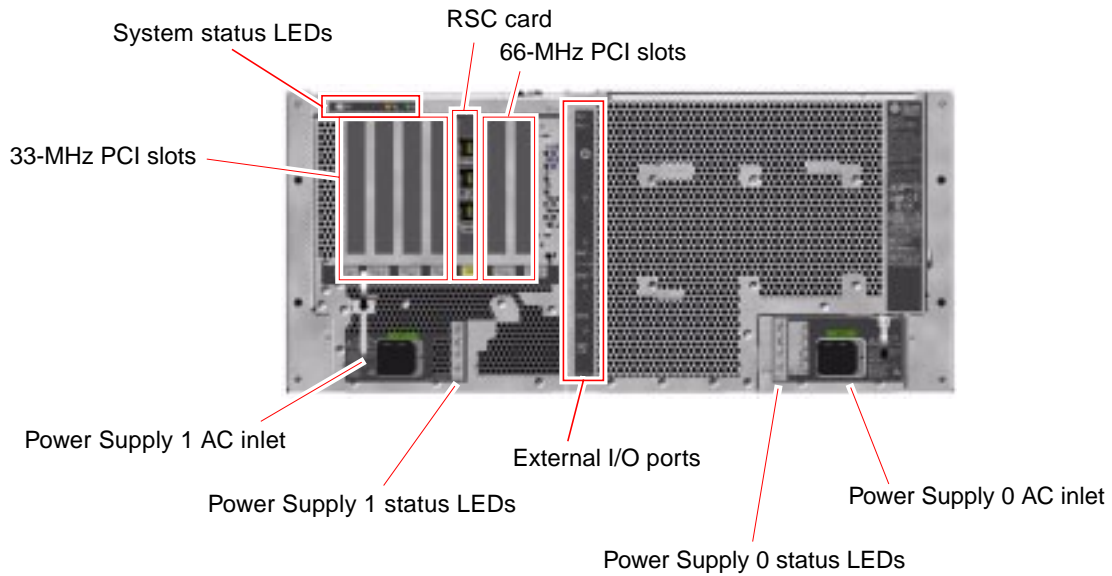 RSC card
System status LEDs
66-MHz PCI slots
33-MHz PCI slots
Power Supply 1 AC inlet
External I/O ports
Power Supply 1 status LEDs
Power Supply 0 AC inlet
Power Supply 0 status LEDs